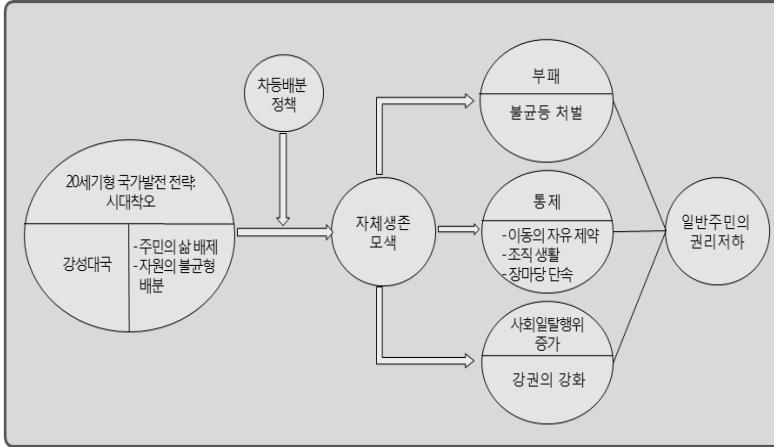 차등배분
정책
20세기형 국가발전 전략:
시대착오
강성대국
-주민의 삶 배제
-자원의 불균형
배분
자체생존
모색
부패
불균등 처벌
통제
-이동의 자유 제약
-조직 생활
-장마당 단속
사회일탈행위
증가
강권의 강화
일반주민의
권리저하